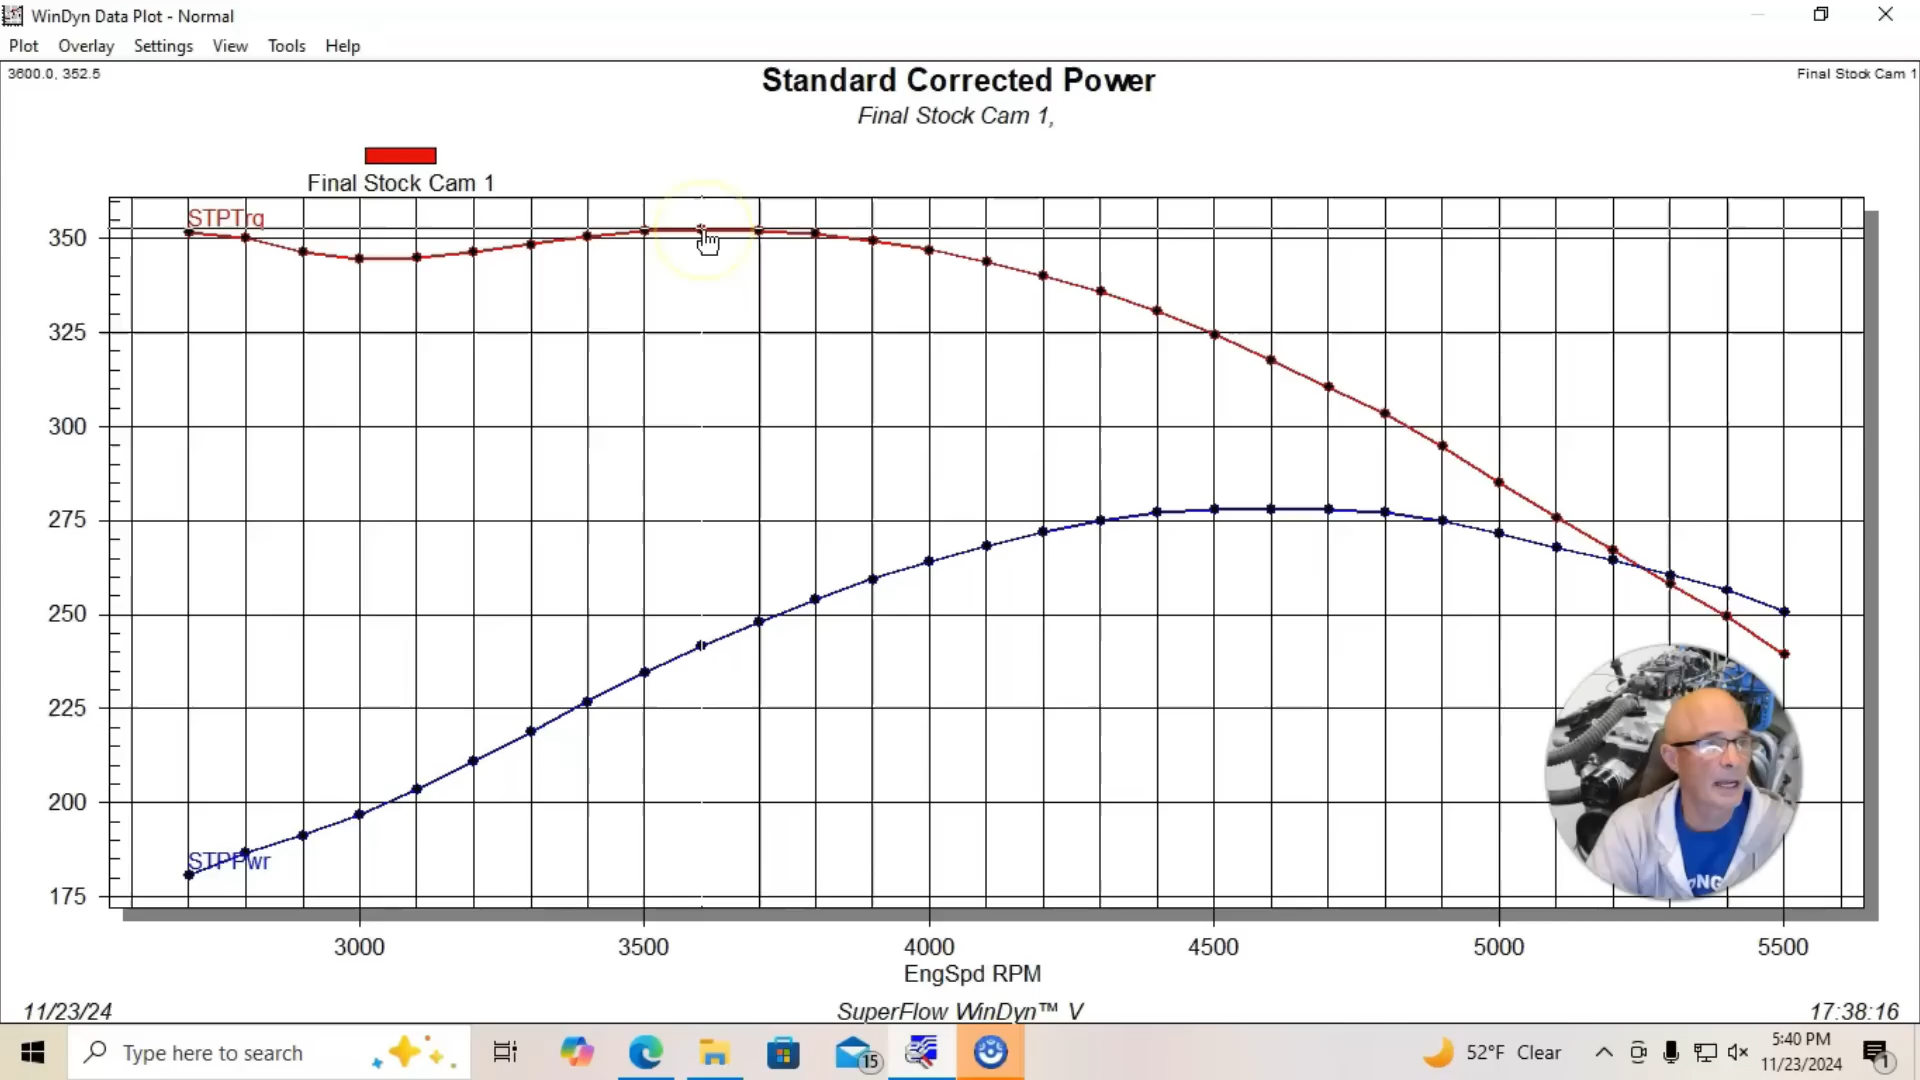 WinDyn Data Plot - Normal
Plot Overlay Settings View Tools Help
3600.0, 352.5
Standard Corrected Power
Final Stock Cam 1
Final Stock Cam 1,
Final Stock Cam 1
STPTrq
350
325
300
275
250
225
200
175
STPPwr
3000 3500 4000 4500 5000 5500
EngSpd RPM
11/23/24
SuperFlow WinDyn™ V
17:38:16
Type here to search
15
52°F Clear
5:40 PM
11/23/2024
1